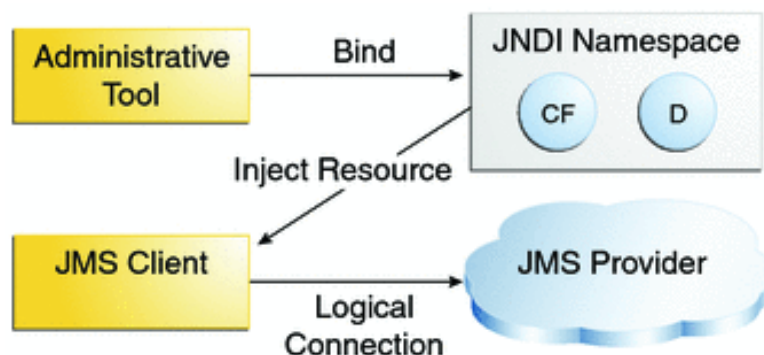 Administrative
Tool
Bind
JNDI Namespace
CF
D
Inject Resource
JMS Client
Logical
Connection
JMS Provider